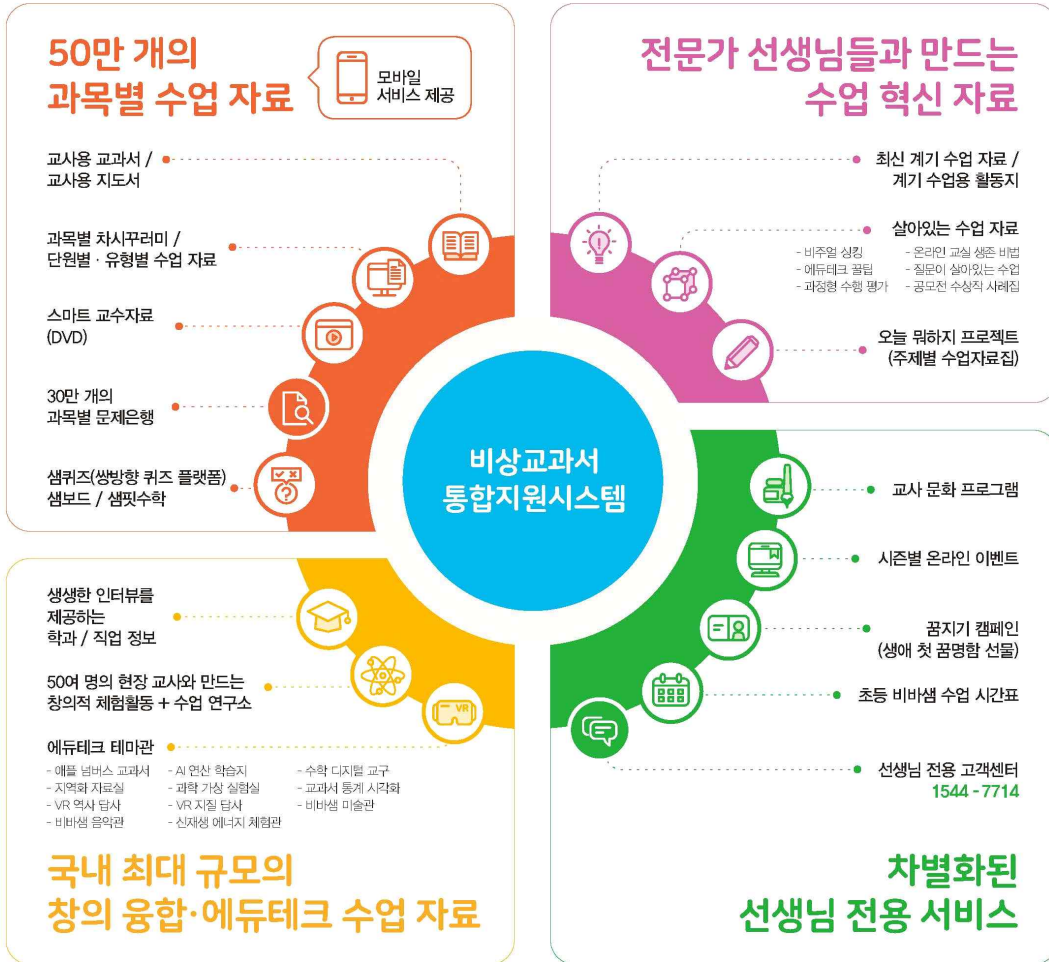 50만 개의
과목별 수업 자료
모바일
서비스 제공
교사용 교과서 /
교사용 지도서
과목별 차시꾸러미 /
단원별 · 유형별 수업 자료
스마트 교수자료
(DVD)
30만 개의
과목별 문제은행
샘퀴즈(쌍방향 퀴즈 플랫폼)
샘보드 / 샘핏수학
전문가 선생님들과 만드는
수업 혁신 자료
최신 계기 수업 자료 /
계기 수업용 활동지
살아있는 수업 자료
- 비주얼 싱킹
- 에듀테크 꿀팁
- 과정형 수행 평가
- 온라인 교실 생존 비법
- 질문이 살아있는 수업
- 공모전 수상작 사례집
오늘 뭐하지 프로젝트
(주제별 수업자료집)
비상교과서
통합지원시스템
생생한 인터뷰를
제공하는
학과 / 직업 정보
50여 명의 현장 교사와 만드는
창의적 체험활동 + 수업 연구소
VR
에듀테크 테마관
- 애플 넘버스 교과서
- 지역화 자료실
- VR 역사 답사
- 비바샘 음악관
- AI 연산 학습지
- 과학 가상 실험실
- VR 지질 답사
- 신재생 에너지 체험관
- 수학 디지털 교구
- 교과서 통계 시각화
- 비바샘 미술관
국내 최대 규모의
창의 융합·에듀테크 수업 자료
교사 문화 프로그램
시즌별 온라인 이벤트
꿈지기 캠페인
(생애 첫 꿈명함 선물)
초등 비바샘 수업 시간표
선생님 전용 고객센터
1544 - 7714
차별화된
선생님 전용 서비스